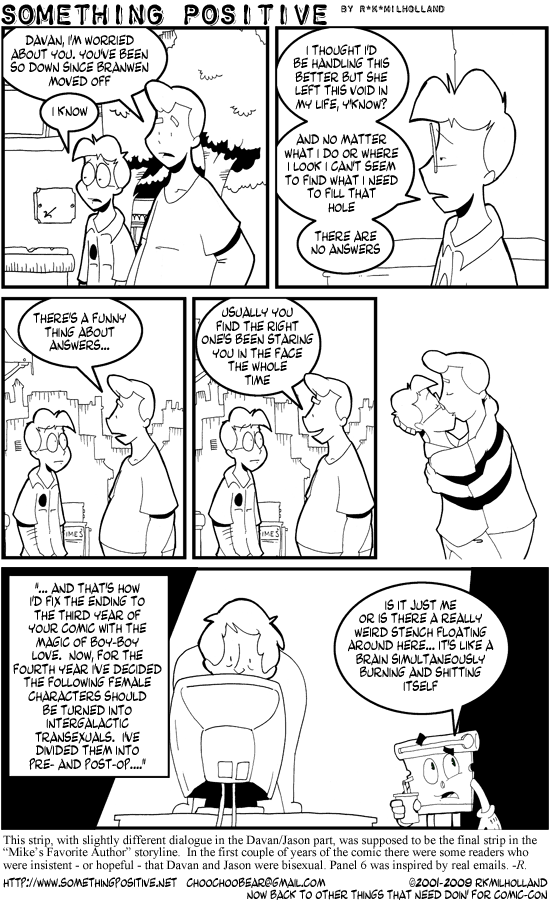 SOMETHING POSITIVE BY R*K*MILHOLLAND
DAVAN, I'M WORRIED
ABOUT YOU. YOU'VE BEEN
SO DOWN SINCE BRANWEN
MOVED OFF
I KNOW
I THOUGHT I'D
BE HANDLING THIS
BETTER BUT SHE
LEFT THIS VOID IN
MY LIFE, Y'KNOW?
AND NO MATTER
WHAT I DO OR WHERE
I LOOK I CAN'T SEEM
TO FIND WHAT I NEED
TO FILL THAT
HOLE
THERE ARE
NO ANSWERS
THERE'S A FUNNY
THING ABOUT
ANSWERS...
USUALLY YOU
FIND THE RIGHT
ONE'S BEEN STARING
YOU IN THE FACE
THE WHOLE
TIME
IMES
"... AND THAT'S HOW
I'D FIX THE ENDING TO
THE THIRD YEAR OF
YOUR COMIC WITH THE
MAGIC OF BOY-BOY
LOVE. NOW, FOR THE
FOURTH YEAR I'VE DECIDED
THE FOLLOWING FEMALE
CHARACTERS SHOULD
BE TURNED INTO
INTERGALACTIC
TRANSEXUALS. I'VE
DIVIDED THEM INTO
PRE- AND POST-OP...."
IS IT JUST ME
OR IS THERE A REALLY
WEIRD STENCH FLOATING
AROUND HERE... IT'S LIKE A
BRAIN SIMULTANEOUSLY
BURNING AND SHITTING
ITSELF
This strip, with slightly different dialogue in the Davan/Jason part, was supposed to be the final strip in the
"Mike's Favorite Author" storyline. In the first couple of years of the comic there were some readers who
were insistent - or hopeful - that Davan and Jason were bisexual. Panel 6 was inspired by real emails. -R.
HTTP://WWW.SOMETHINGPOSITIVE.NET CHOOCHOOBEAR@GMAIL.COM ©2001-2009 RKMILHOLLAND
NOW BACK TO OTHER THINGS THAT NEED DOIN' FOR COMIC-CON